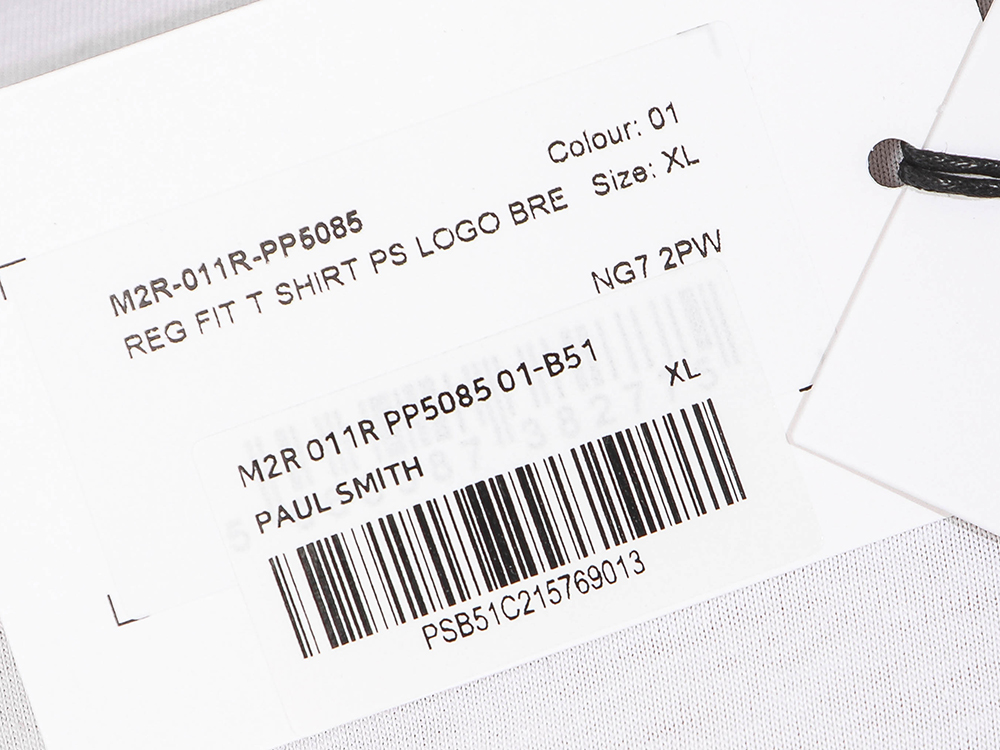 Colour: 01
M2R-011R-PP5085
Size: XL
REG FIT T SHIRT PS LOGO BRE
NG7 2PW
M2R 011R PP5085 01-B51
XL
PAUL SMITH
PSB51C215769013